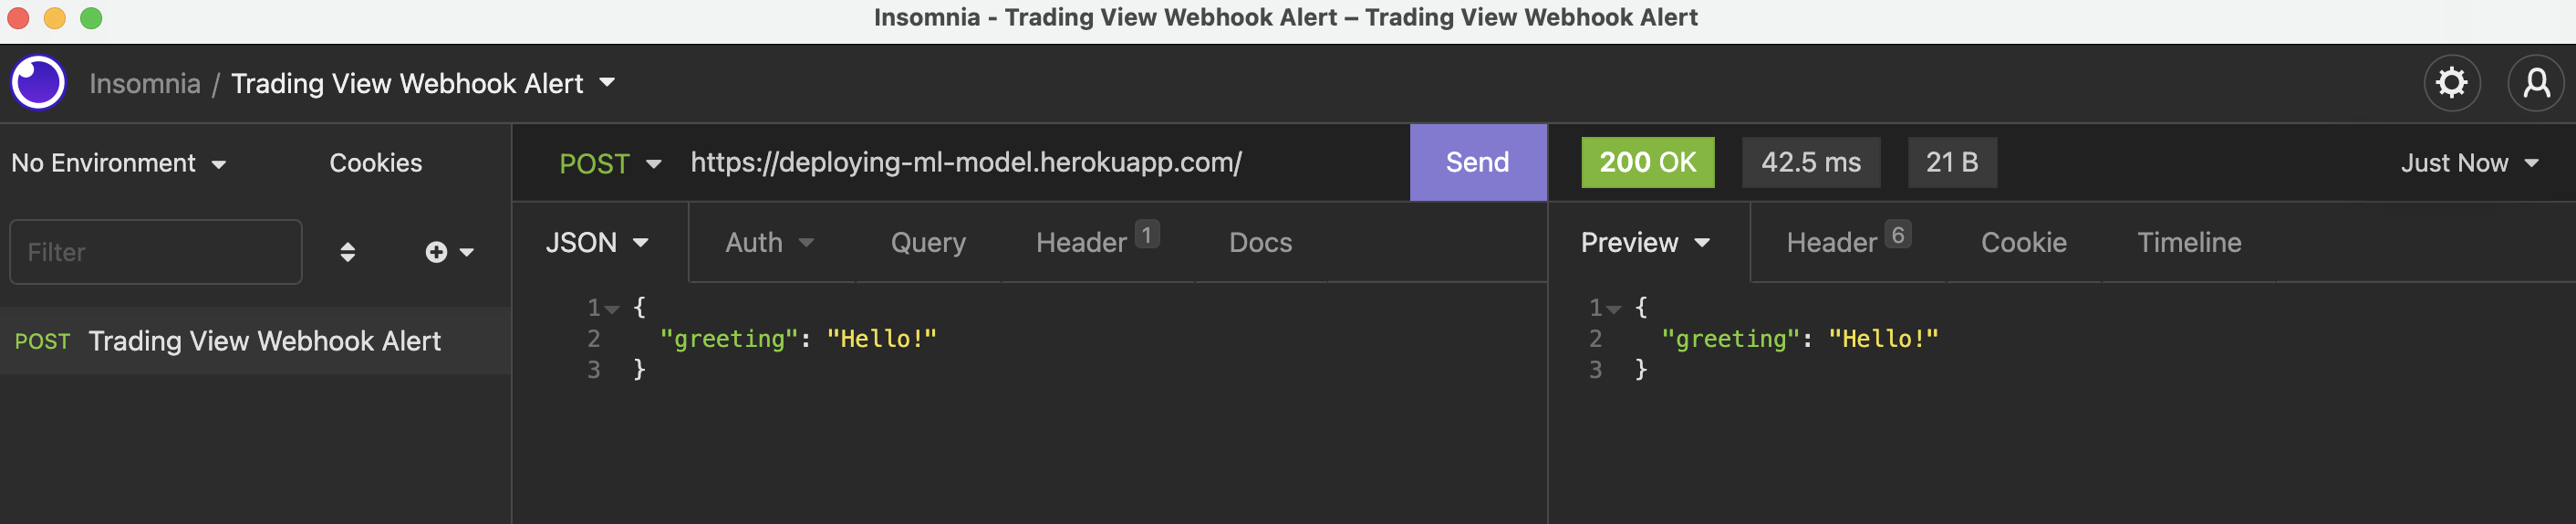 Insomnia - Trading View Webhook Alert – Trading View Webhook Alert
Insomnia / Trading View Webhook Alert
No Environment Cookies
POST https://deploying-ml-model.herokuapp.com/ Send
200 OK 42.5 ms 21 B Just Now
Filter
JSON Auth Query Header 1 Docs
Preview Header 6 Cookie Timeline
POST Trading View Webhook Alert
1 {
2 "greeting": "Hello!"
3 }
1 {
2 "greeting": "Hello!"
3 }